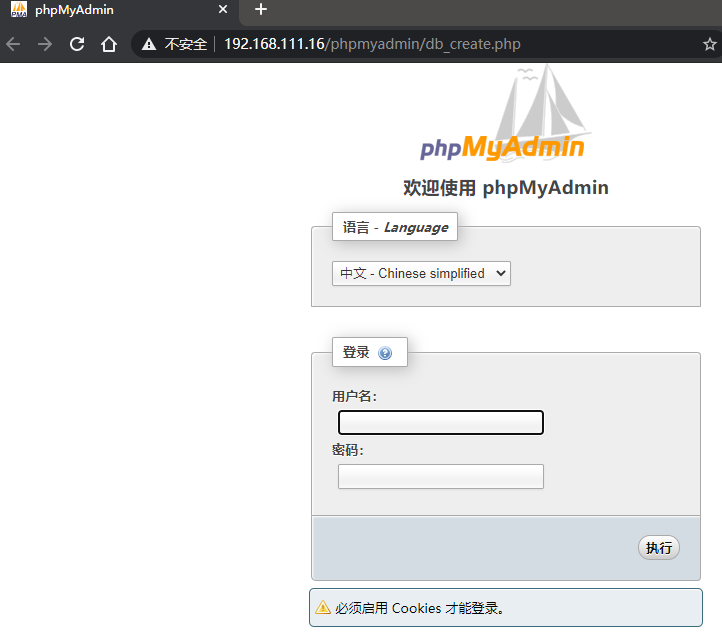 phpMyAdmin
不安全 192.168.111.16/phpmyadmin/db_create.php
phpMyAdmin
欢迎使用 phpMyAdmin
语言 - Language
中文 - Chinese simplified
登录
用户名:
密码:
执行
必须启用 Cookies 才能登录。